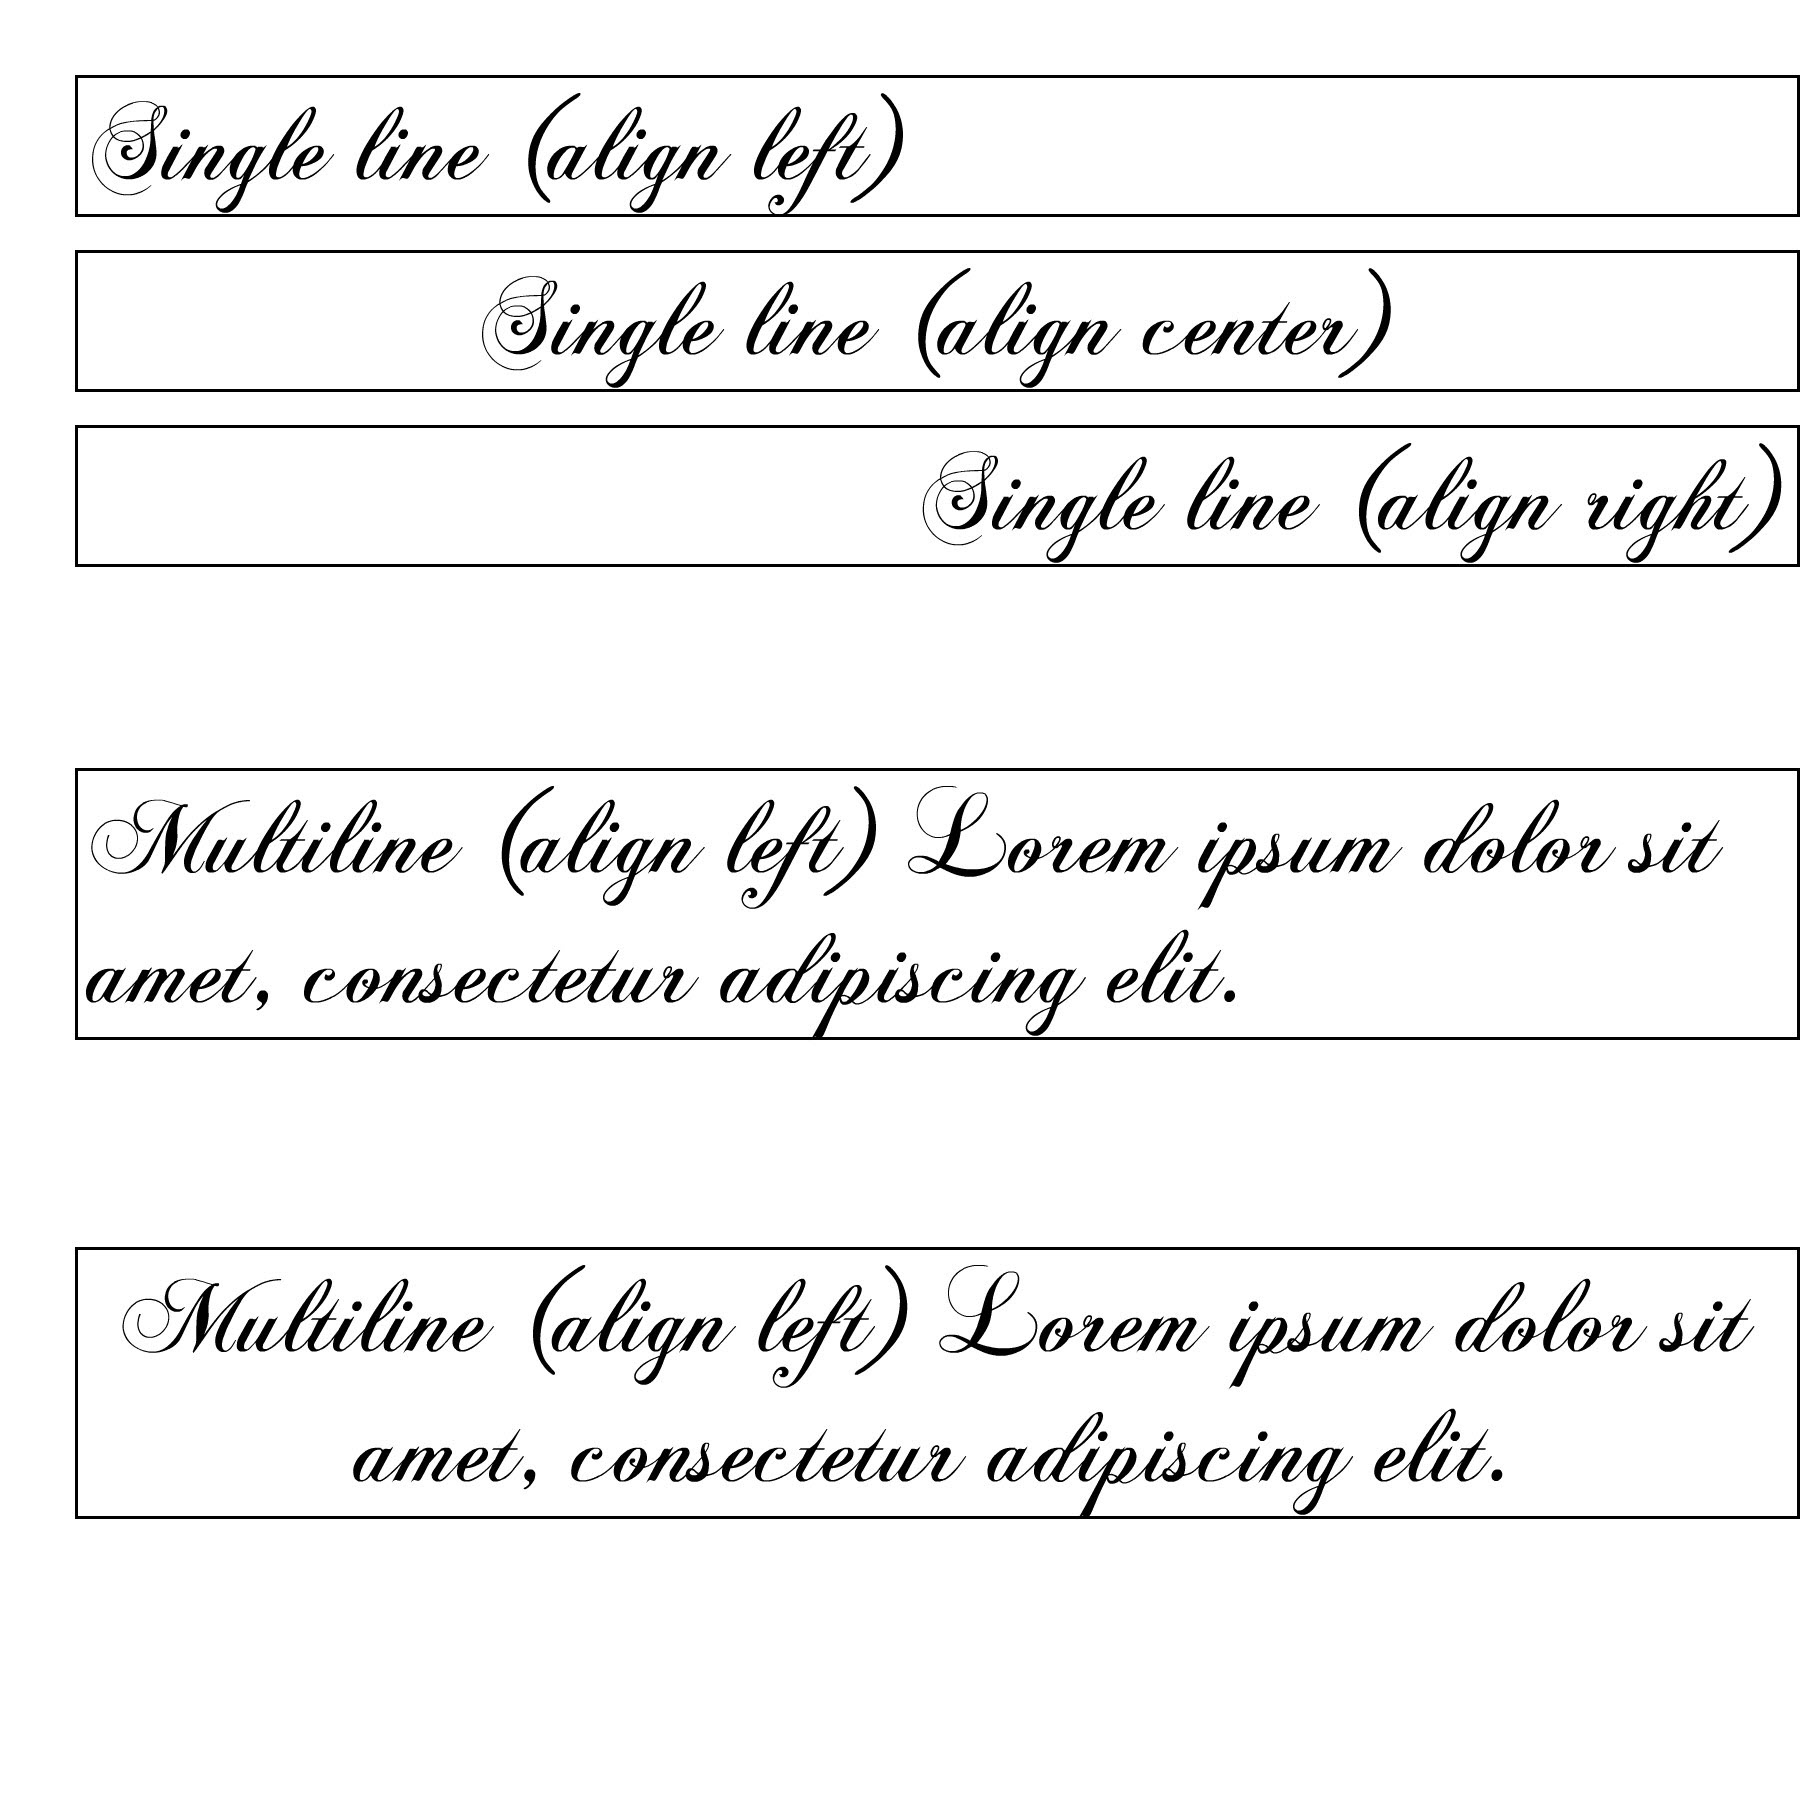 Single line (align left)
Single line (align center)
Single line (align right)
Multiline (align left) Lorem ipsum dolor sit
amet, consectetur adipiscing elit.
Multiline (align left) Lorem ipsum dolor sit
amet, consectetur adipiscing elit.